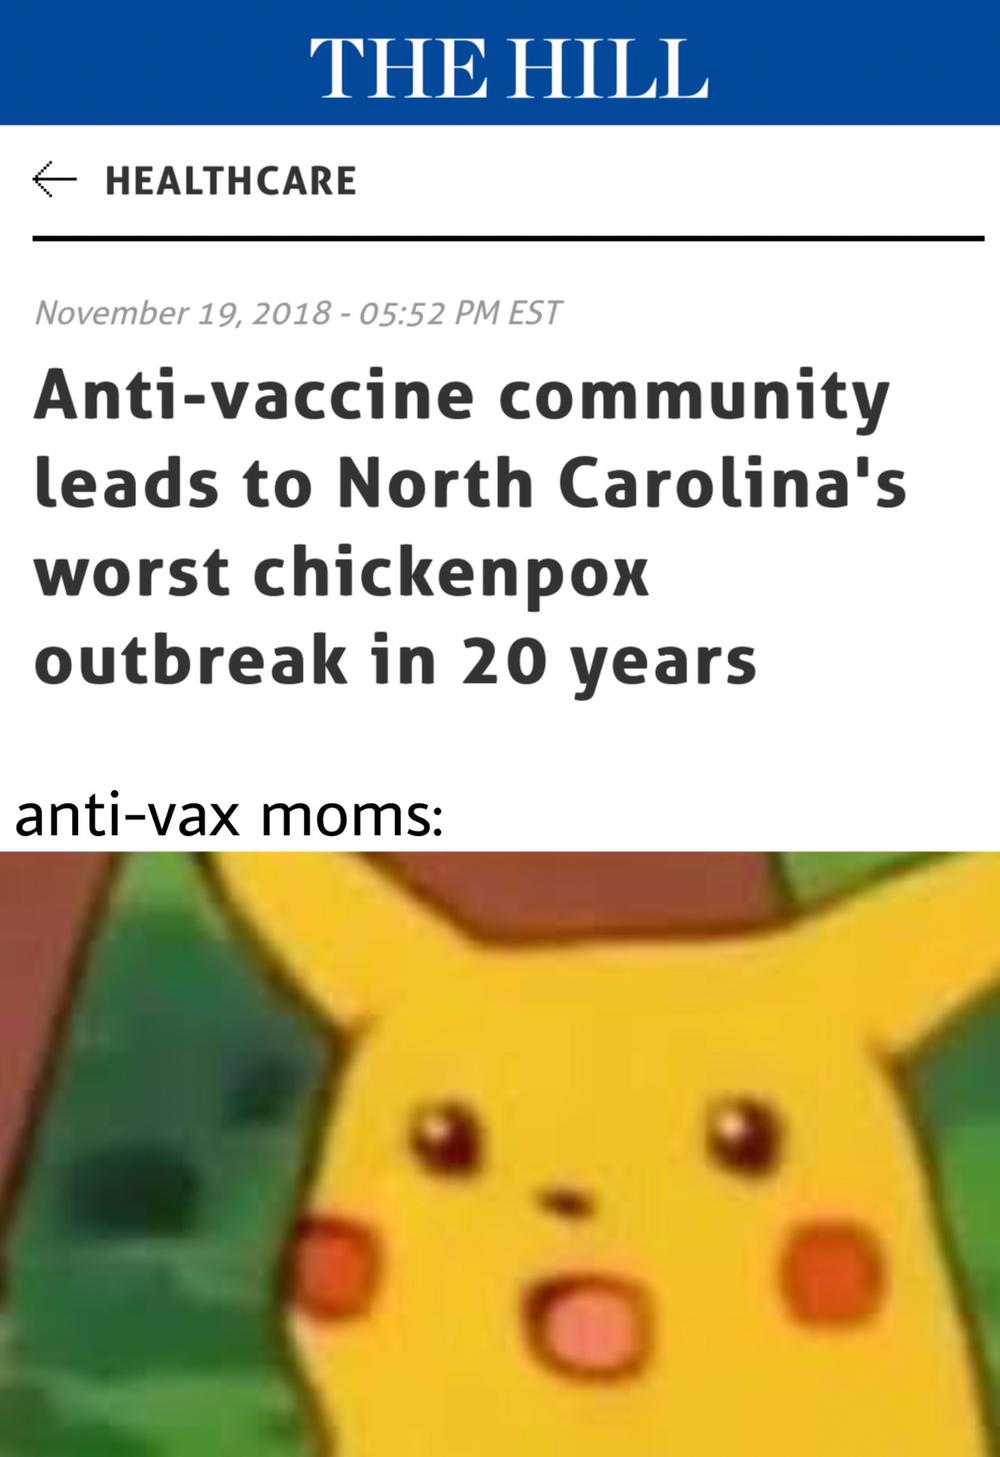 THE HILL
HEALTHCARE
November 19, 2018 - 05:52 PM EST
Anti-vaccine community
leads to North Carolina's
worst chickenpox
outbreak in 20 years
anti-vax moms: